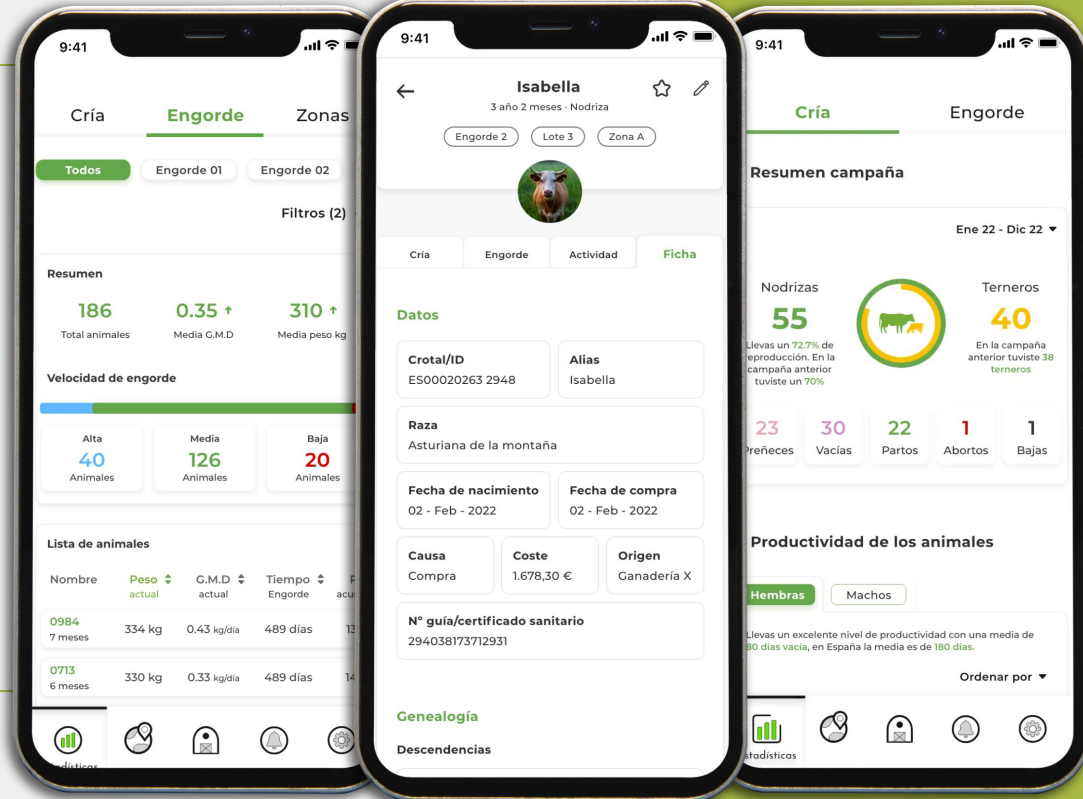 9:41
Cría Engorde Zonas
Todos Engorde 01 Engorde 02
Filtros (2)
Resumen
186 0.35 ↑ 310 ↑
Total animales Media G.M.D Media peso kg
Velocidad de engorde
Alta Media Baja
40 126 20
Animales Animales Animales
Lista de animales
Nombre Peso G.M.D Tiempo
actual actual Engorde
0984
7 meses
334 kg 0.43 kg/día 489 días
0713
6 meses
330 kg 0.33 kg/día 489 días
9:41
Isabella
3 año 2 meses · Nodriza
Engorde 2 Lote 3 Zona A
Cría Engorde Actividad Ficha
Datos
Crotal/ID Alias
ES00020263 2948 Isabella
Raza
Asturiana de la montaña
Fecha de nacimiento Fecha de compra
02 - Feb - 2022 02 - Feb - 2022
Causa Coste Origen
Compra 1.678,30 € Ganadería X
Nº guía/certificado sanitario
294038173712931
Genealogía
Descendencias
9:41
Cría Engorde
Resumen campaña
Ene 22 - Dic 22
Nodrizas
55
Llevas un 72.7% de
reproducción. En la
campaña anterior
tuviste un 70%
Terneros
40
En la campaña
anterior tuviste 38
terneros
23 30 22 1 1
Preñeces Vacías Partos Abortos Bajas
Productividad de los animales
Hembras Machos
Llevas un excelente nivel de productividad con una media de
80 días vacía, en España la media es de 180 días.
Ordenar por